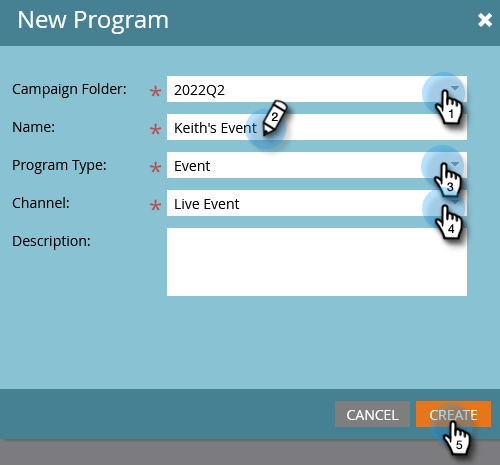 New Program
Campaign Folder: * 2022Q2
1
Name: * Keith's Event
2
Program Type: * Event
3
Channel: * Live Event
4
Description:
CANCEL CREATE
5